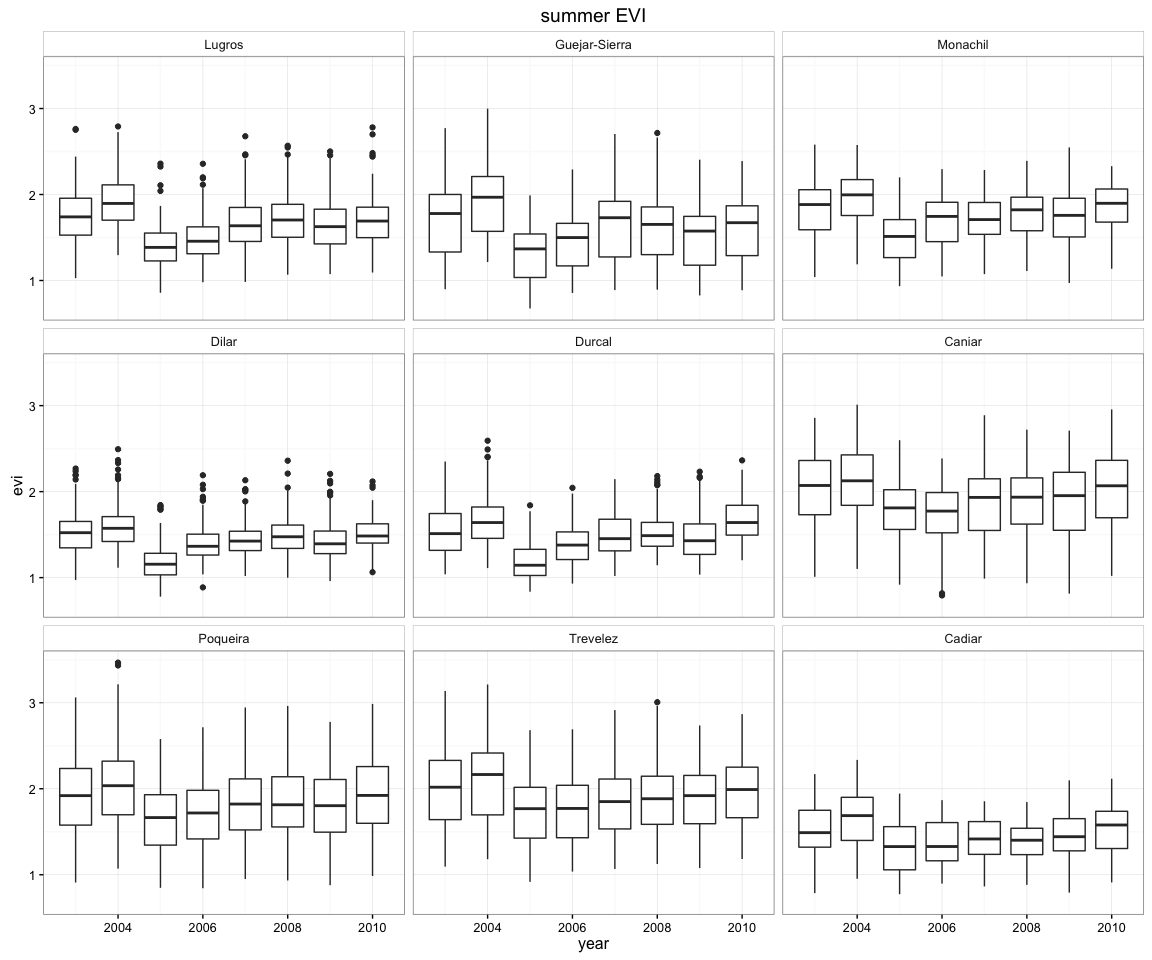 summer EVI
Lugros Guejar-Sierra Monachil
3
2
1
Dilar Durcal Caniar
3
2
1
evi
Poqueira Trevelez Cadiar
3
2
1
2004 2006 2008 2010 2004 2006 2008 2010 2004 2006 2008 2010
year